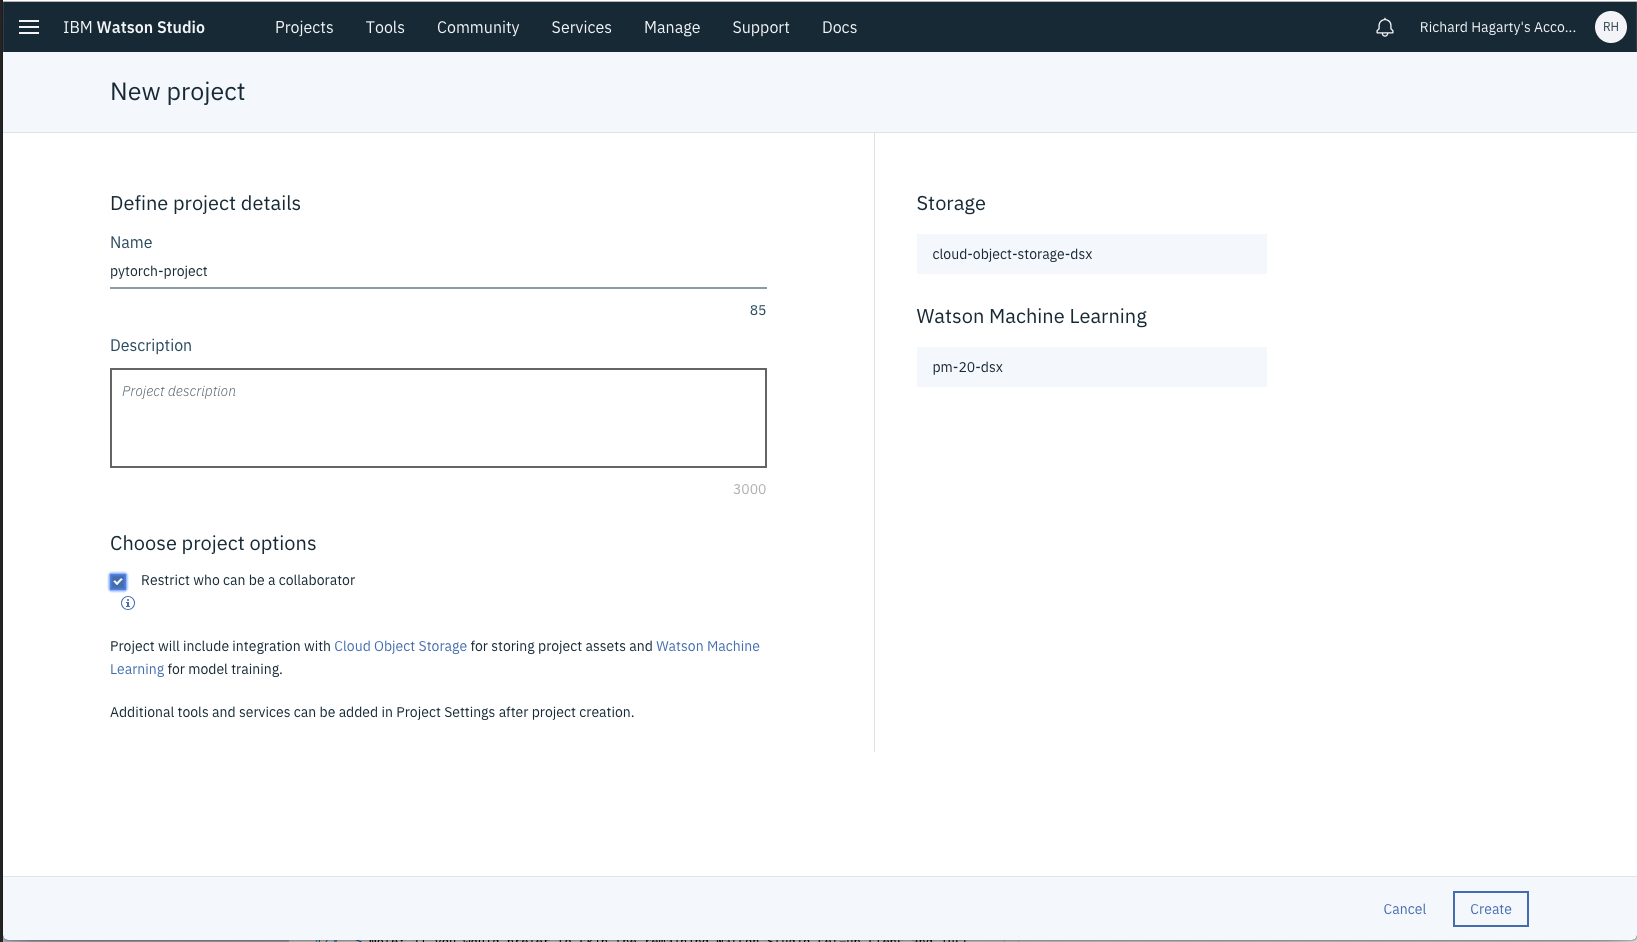 IBM Watson Studio
Projects
Tools
Community
Services
Manage
Support
Docs
Richard Hagarty's Acco...
RH
New project
Define project details
Name
pytorch-project
85
Description
Project description
3000
Choose project options
Restrict who can be a collaborator
Project will include integration with Cloud Object Storage for storing project assets and Watson Machine
Learning for model training.
Additional tools and services can be added in Project Settings after project creation.
Storage
cloud-object-storage-dsx
Watson Machine Learning
pm-20-dsx
Cancel
Create